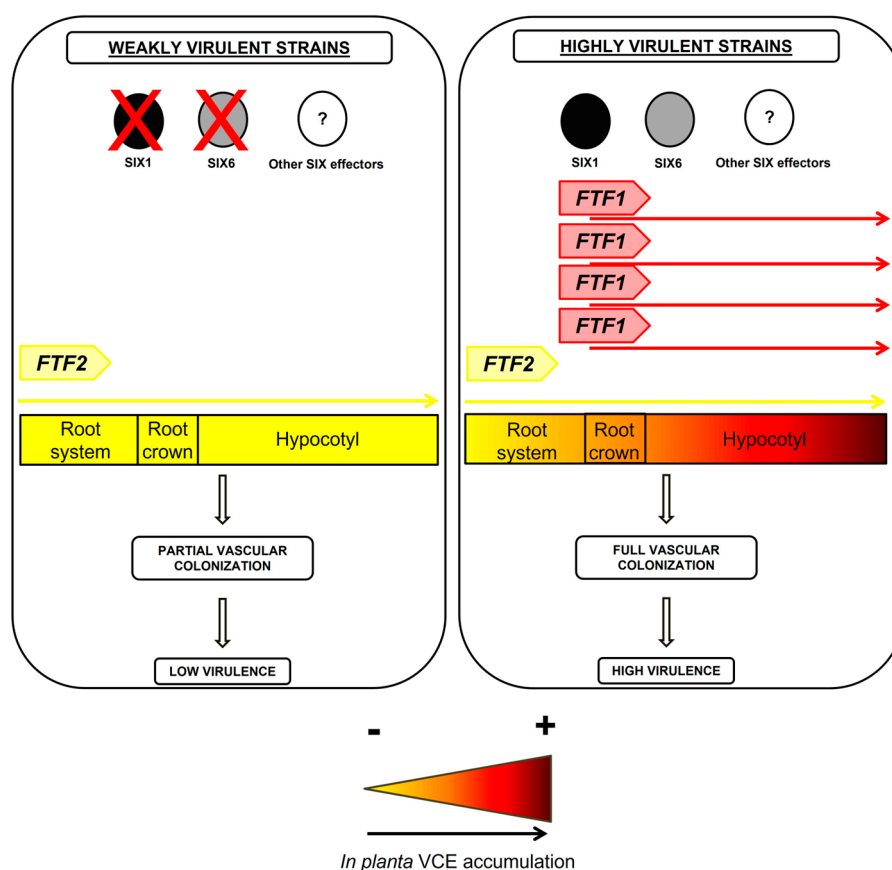 WEAKLY VIRULENT STRAINS
?
SIX1
SIX6
Other SIX effectors
FTF2
Root
system
Root
crown
Hypocotyl
PARTIAL VASCULAR
COLONIZATION
LOW VIRULENCE
HIGHLY VIRULENT STRAINS
?
SIX1
SIX6
Other SIX effectors
FTF1
FTF1
FTF1
FTF1
FTF2
Root
system
Root
crown
Hypocotyl
FULL VASCULAR
COLONIZATION
HIGH VIRULENCE
- +
In planta VCE accumulation